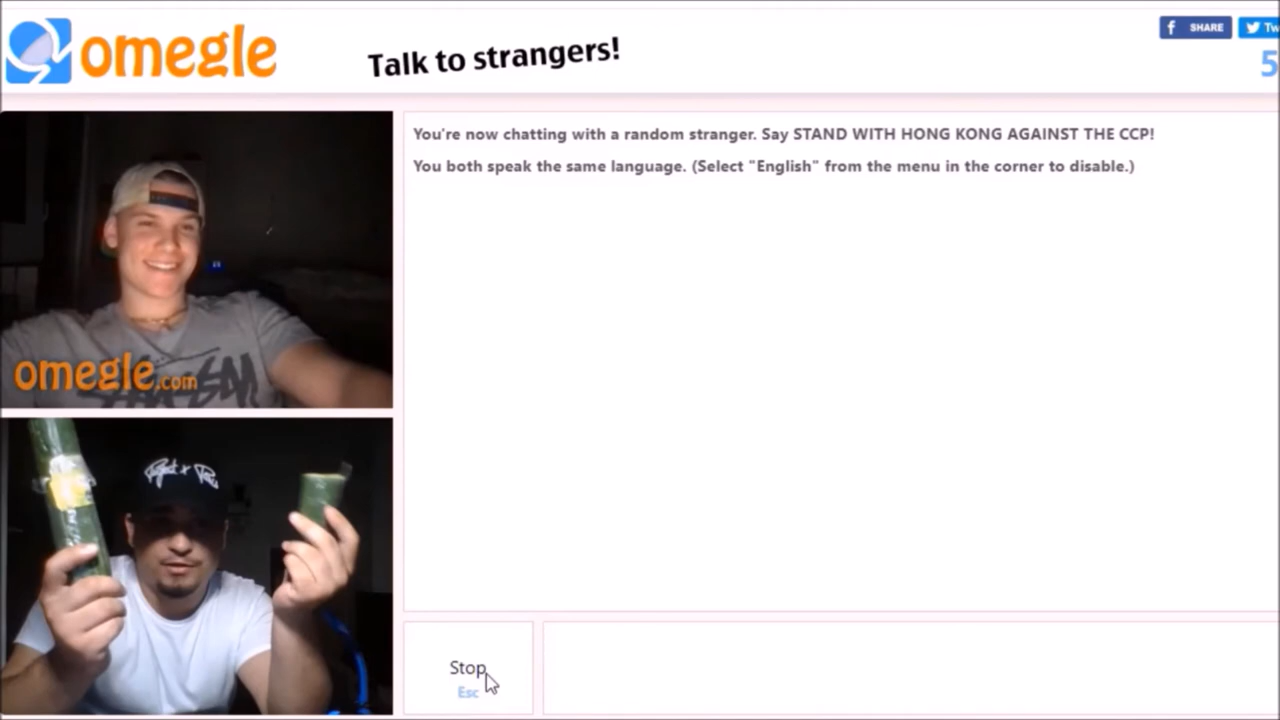 omegle
Talk to strangers!
SHARE
Tw
5
You're now chatting with a random stranger. Say STAND WITH HONG KONG AGAINST THE CCP!
You both speak the same language. (Select "English" from the menu in the corner to disable.)
omegle.com
Stop
Esc